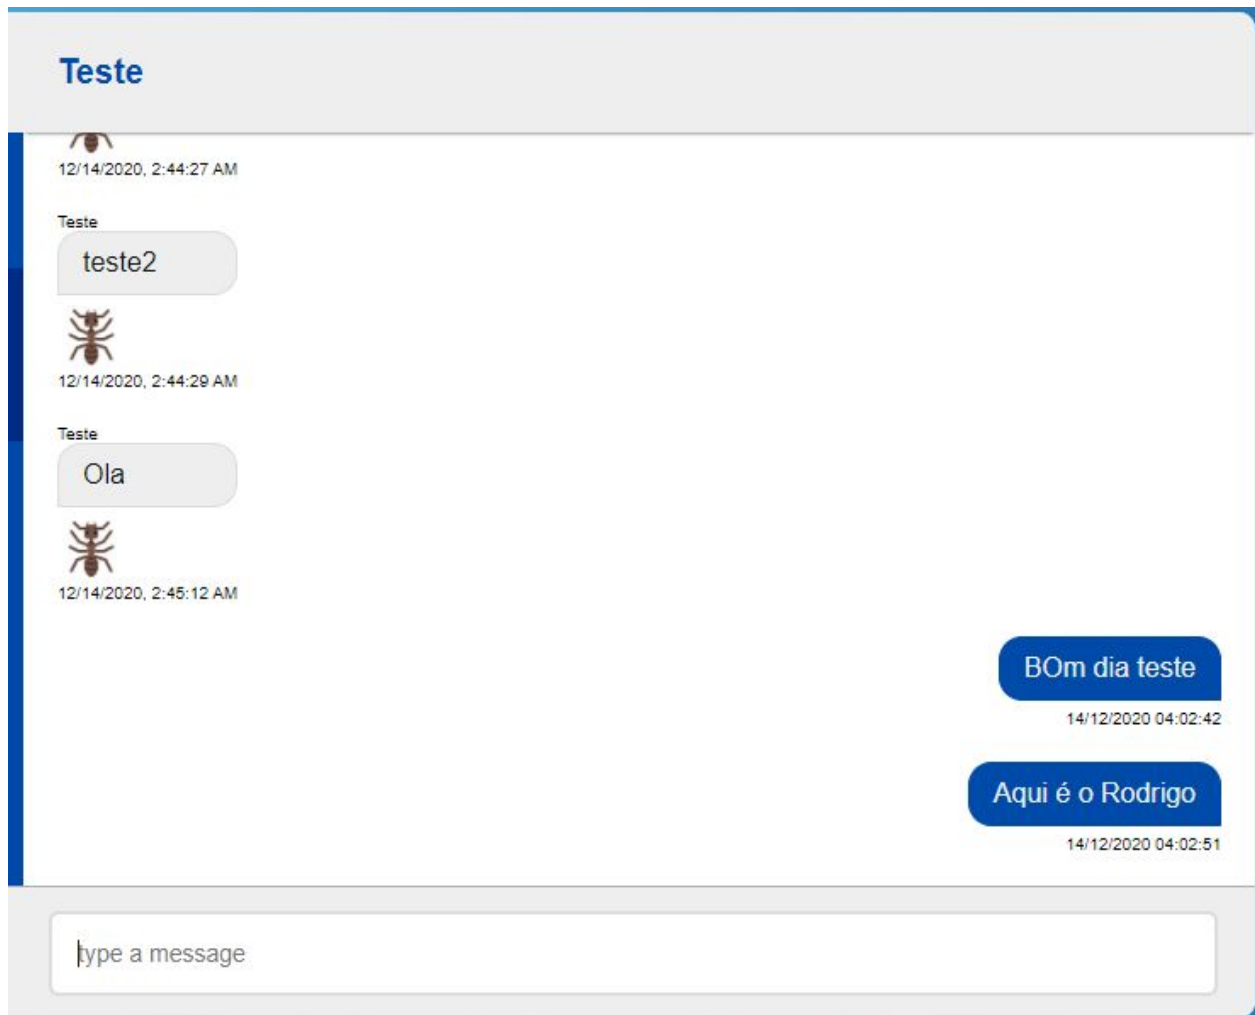 Teste
12/14/2020, 2:44:27 AM
Teste
teste2
12/14/2020, 2:44:29 AM
Teste
Ola
12/14/2020, 2:45:12 AM
BOm dia teste
14/12/2020 04:02:42
Aqui é o Rodrigo
14/12/2020 04:02:51
type a message